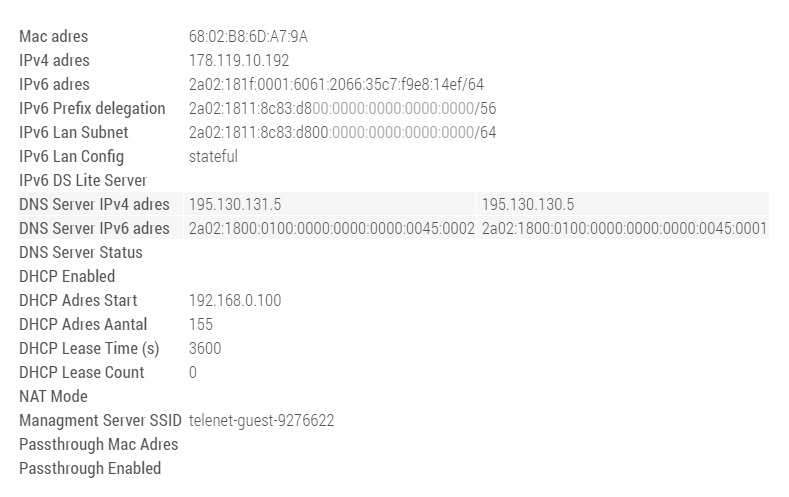 Mac adres 68:02:B8:6D:A7:9A
IPv4 adres 178.119.10.192
IPv6 adres 2a02:181f:0001:6061:2066:35c7:f9e8:14ef/64
IPv6 Prefix delegation 2a02:1811:8c83:d800:0000:0000:0000:0000/56
IPv6 Lan Subnet 2a02:1811:8c83:d800:0000:0000:0000:0000/64
IPv6 Lan Config stateful
IPv6 DS Lite Server
DNS Server IPv4 adres 195.130.131.5 195.130.130.5
DNS Server IPv6 adres 2a02:1800:0100:0000:0000:0000:0045:0002 2a02:1800:0100:0000:0000:0000:0045:0001
DNS Server Status
DHCP Enabled
DHCP Adres Start 192.168.0.100
DHCP Adres Aantal 155
DHCP Lease Time (s) 3600
DHCP Lease Count 0
NAT Mode
Managment Server SSID telenet-guest-9276622
Passthrough Mac Adres
Passthrough Enabled